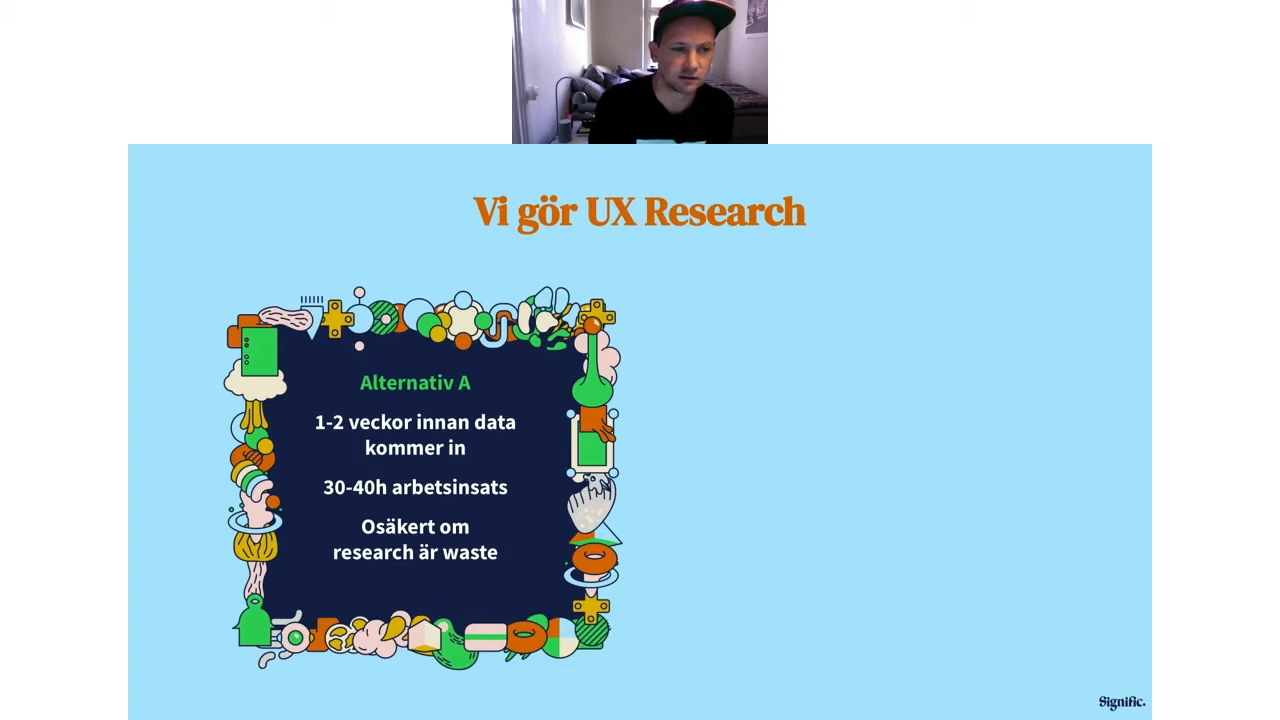 Vi gör UX Research
Alternativ A
1-2 veckor innan data
kommer in
30-40h arbetsinsats
Osäkert om
research är waste
Signific.